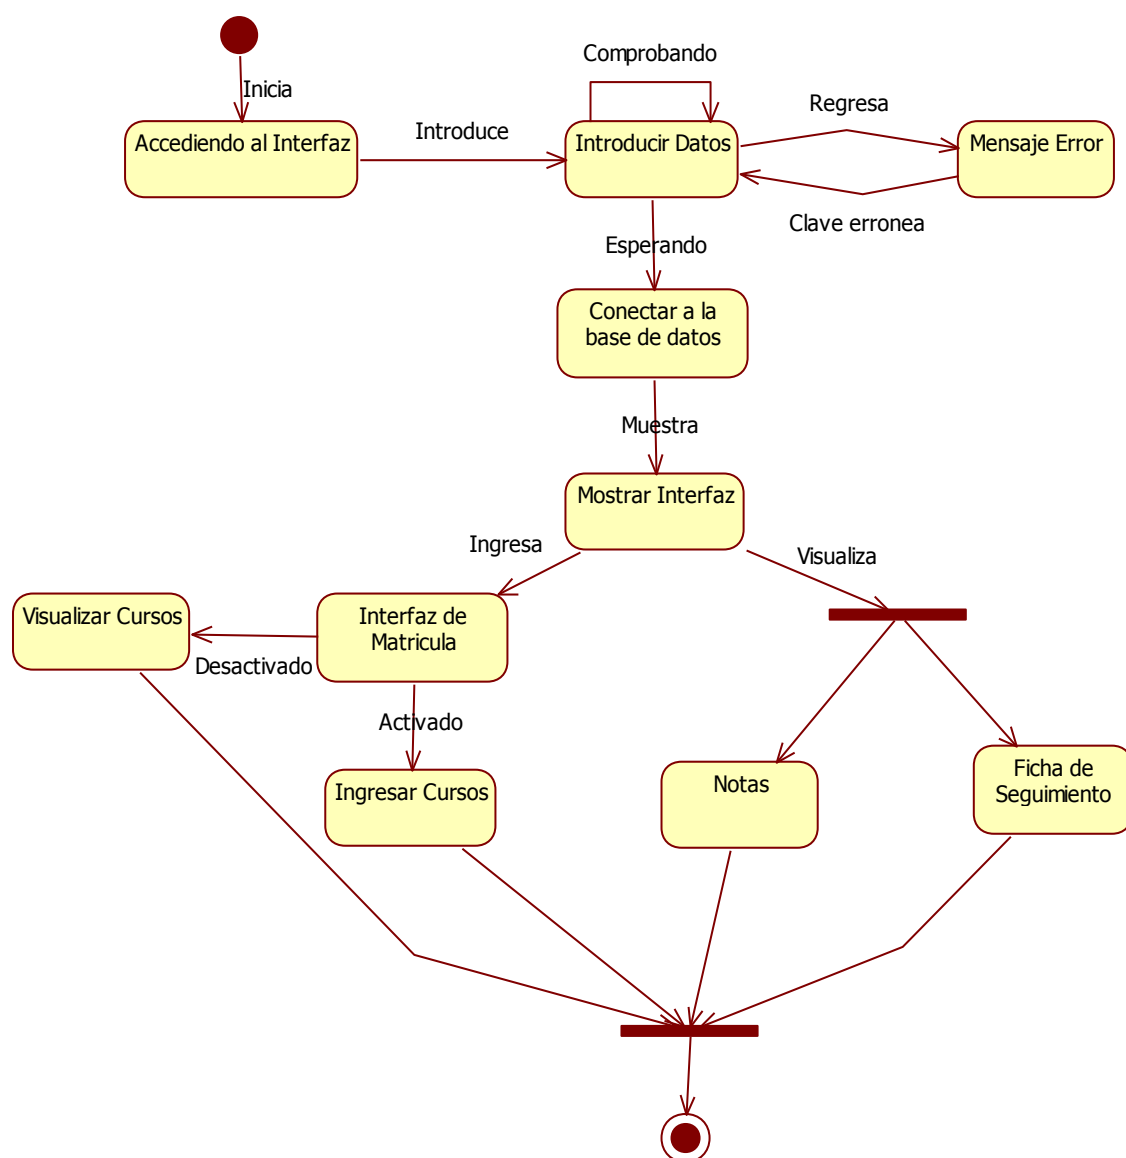 Comprobando
Inicia
Regresa
Accediendo al Interfaz
Introduce
Introducir Datos
Mensaje Error
Clave erronea
Esperando
Conectar a la
base de datos
Muestra
Mostrar Interfaz
Ingresa
Visualiza
Visualizar Cursos
Interfaz de
Matricula
Desactivado
Activado
Ingresar Cursos
Notas
Ficha de
Seguimiento